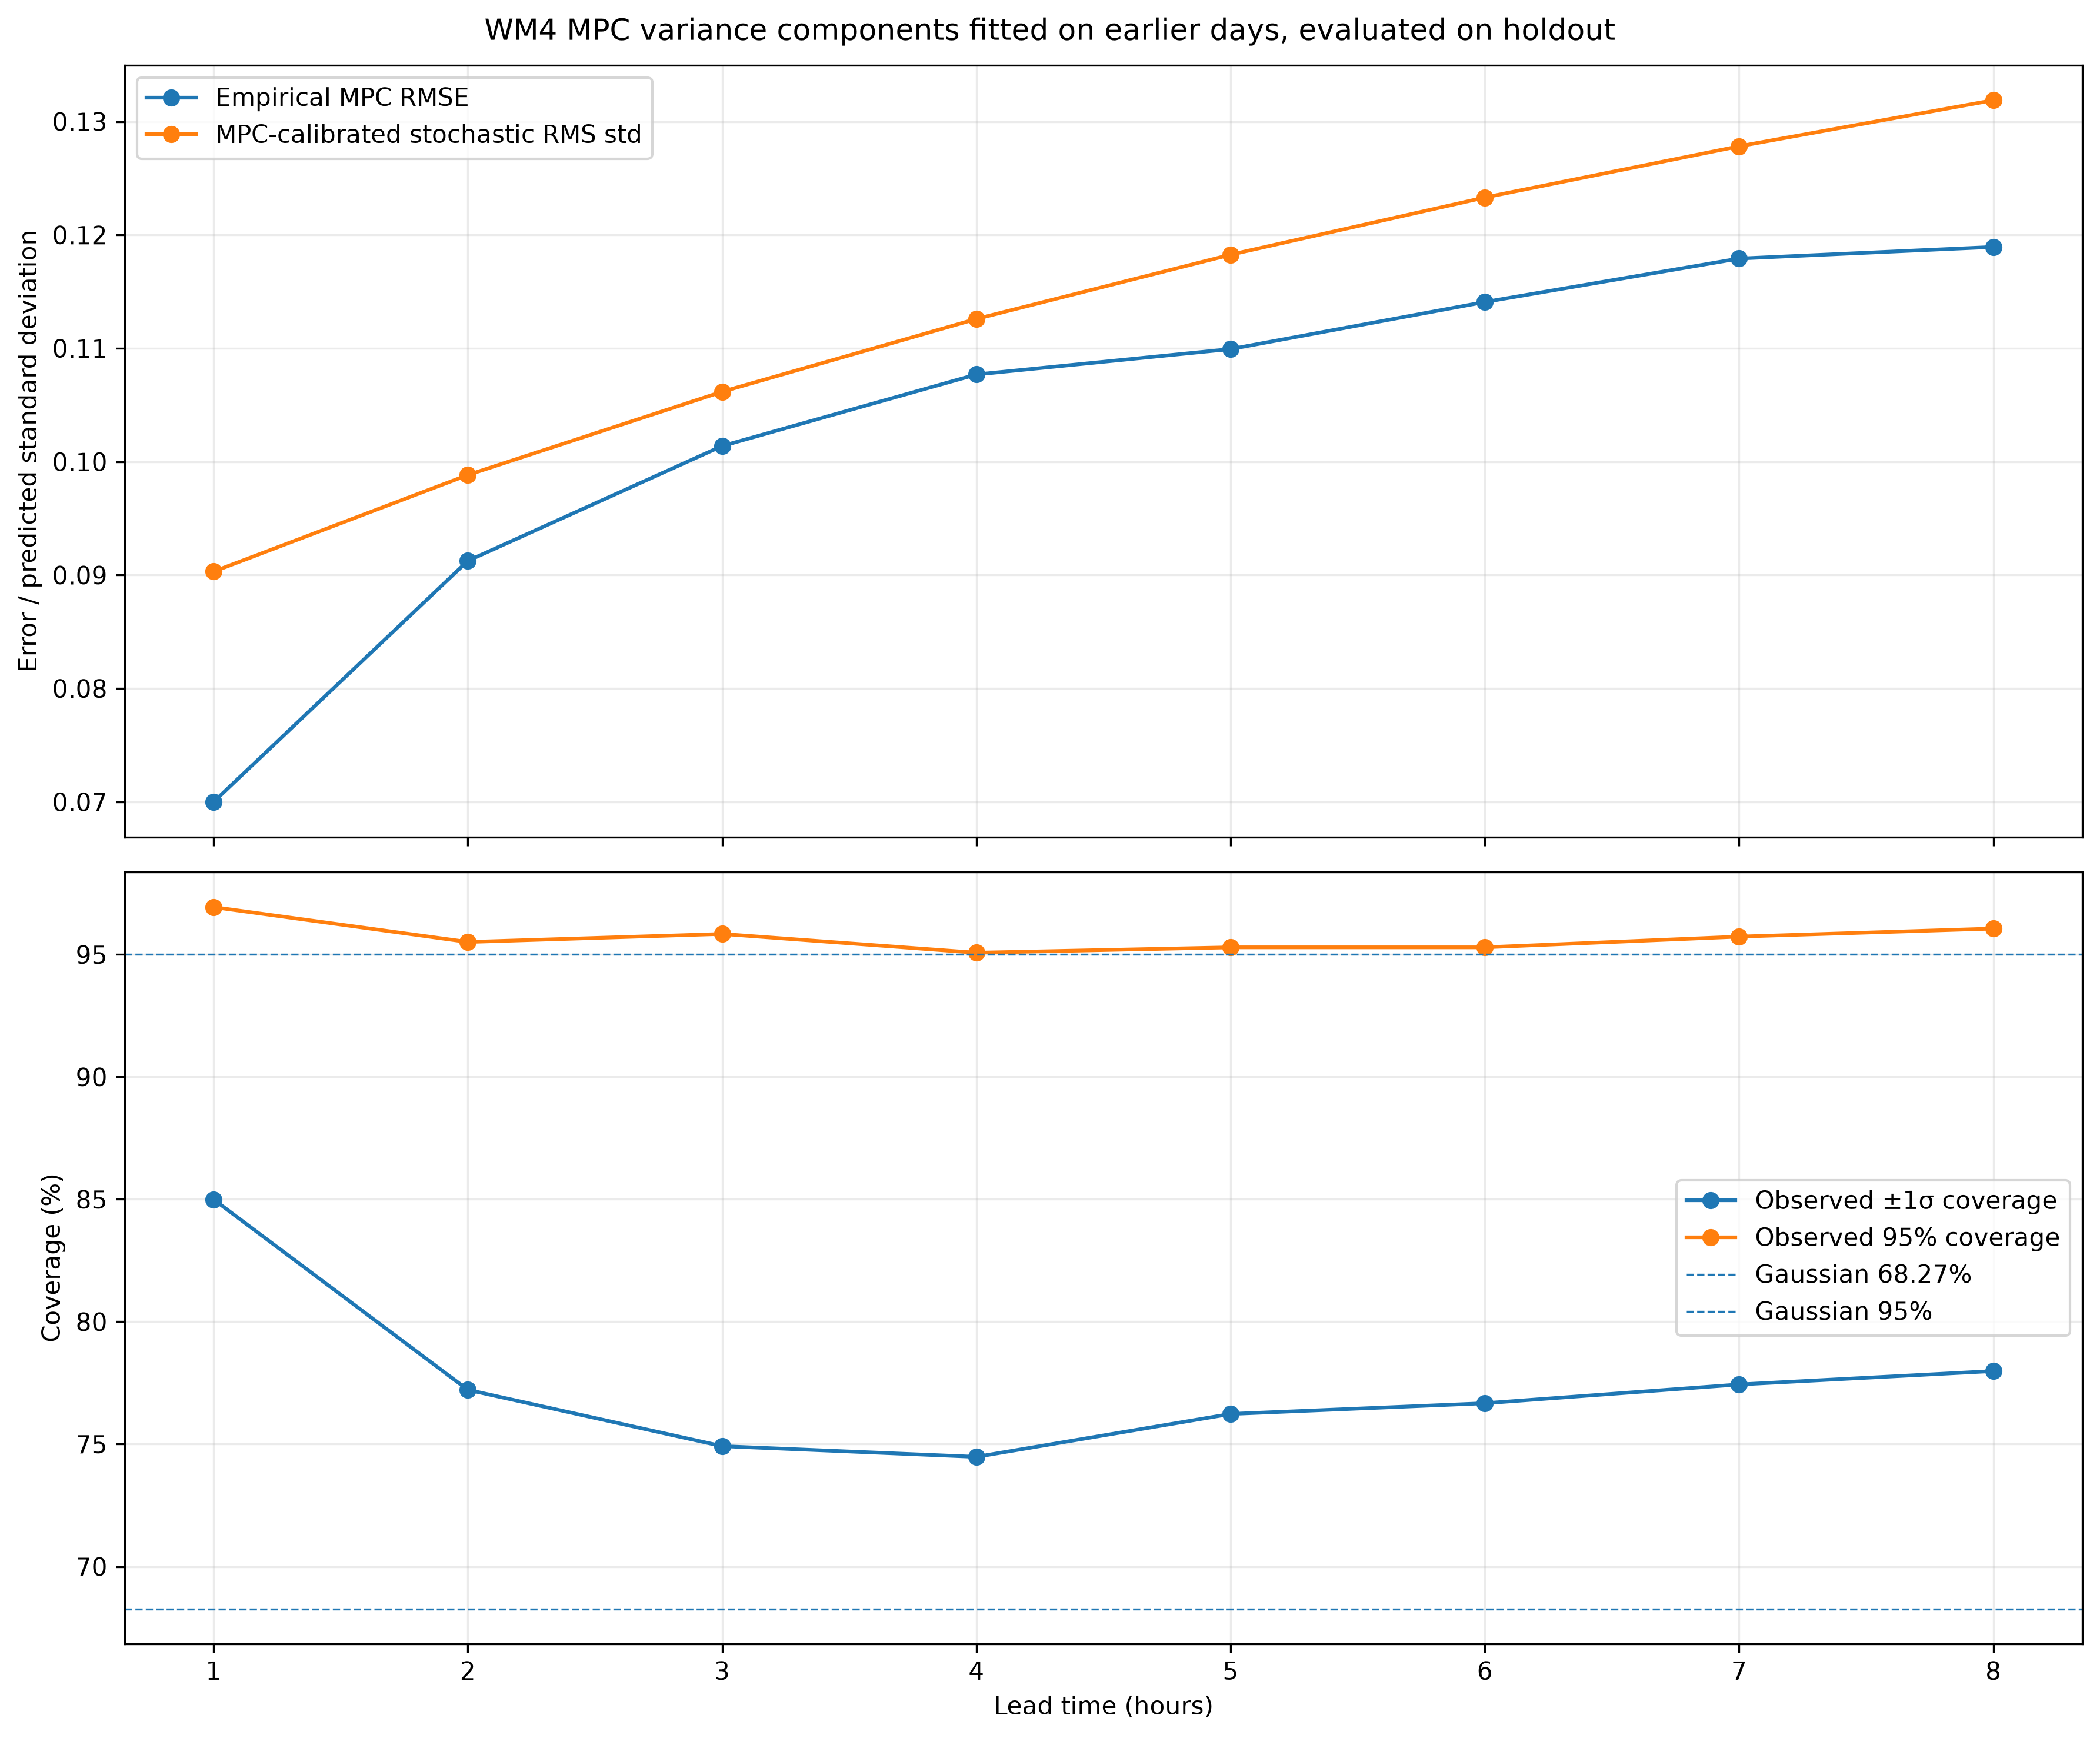 WM4 MPC variance components fitted on earlier days, evaluated on holdout
Empirical MPC RMSE
MPC-calibrated stochastic RMS std
Error / predicted standard deviation
0.13
0.12
0.11
0.10
0.09
0.08
0.07
Coverage (%)
95
90
85
80
75
70
Observed ±1σ coverage
Observed 95% coverage
Gaussian 68.27%
Gaussian 95%
1 2 3 4 5 6 7 8
Lead time (hours)